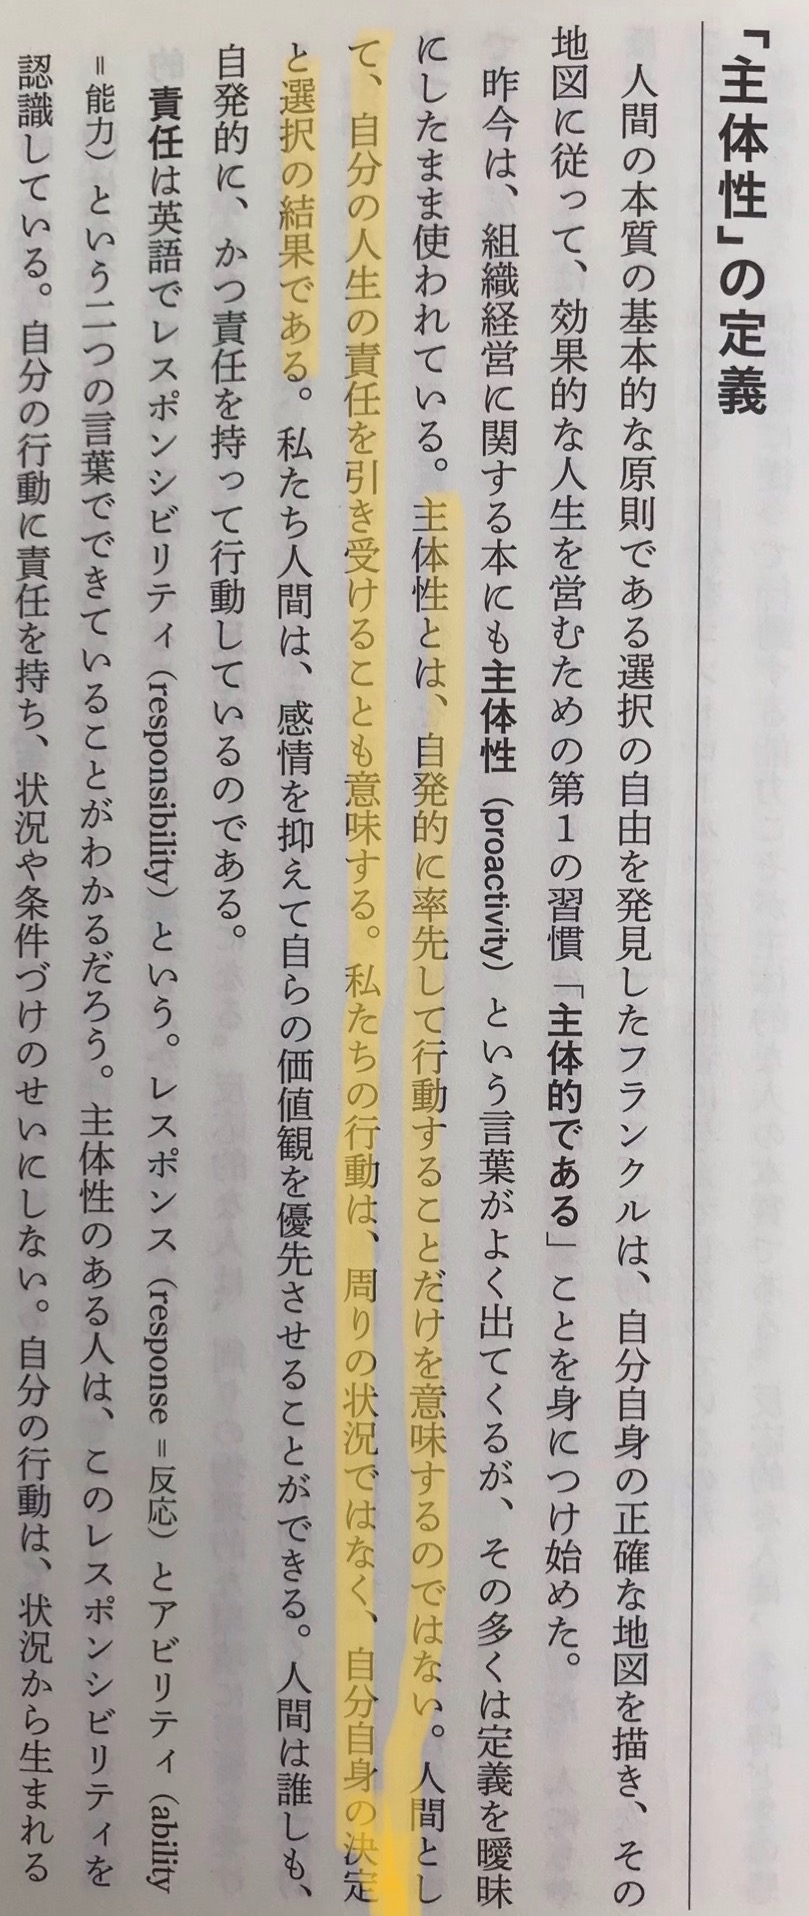 「主体性」の定義
人間の本質の基本的な原則である選択の自由を発見したフランクルは、自分自身の正確な地図を描き、その
地図に従って、効果的な人生を営むための第1の習慣「主体的である」ことを身につけ始めた。
昨今は、組織経営に関する本にも主体性（proactivity）という言葉がよく出てくるが、その多くは定義を曖昧
にしたまま使われている。主体性とは、自発的に率先して行動することだけを意味するのではない。人間とし
て、自分の人生の責任を引き受けることも意味する。私たちの行動は、周りの状況ではなく、自分自身の決定
と選択の結果である。私たち人間は、感情を抑えて自らの価値観を優先させることができる。人間は誰しも、
自発的に、かつ責任を持って行動しているのである。
責任は英語でレスポンシビリティ（responsibility）という。レスポンス（response＝反応）とアビリティ（ability
＝能力）という二つの言葉でできていることがわかるだろう。主体性のある人は、このレスポンシビリティを
認識している。自分の行動に責任を持ち、状況や条件づけのせいにしない。自分の行動は、状況から生まれる